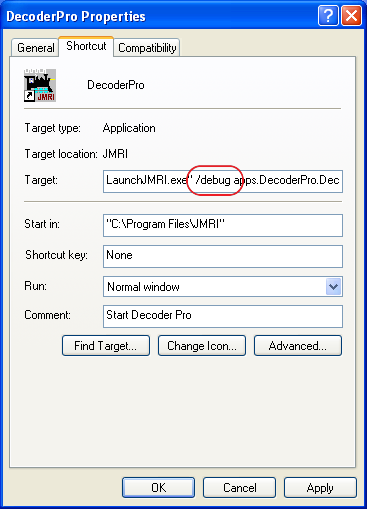 DecoderPro Properties
General Shortcut Compatibility
JMRI
DecoderPro
Target type: Application
Target location: JMRI
Target: LaunchJMRI.exe" /debug apps.DecoderPro.Dec
Start in: "C:\Program Files\JMRI"
Shortcut key: None
Run: Normal window
Comment: Start Decoder Pro
Find Target... Change Icon... Advanced...
OK Cancel Apply